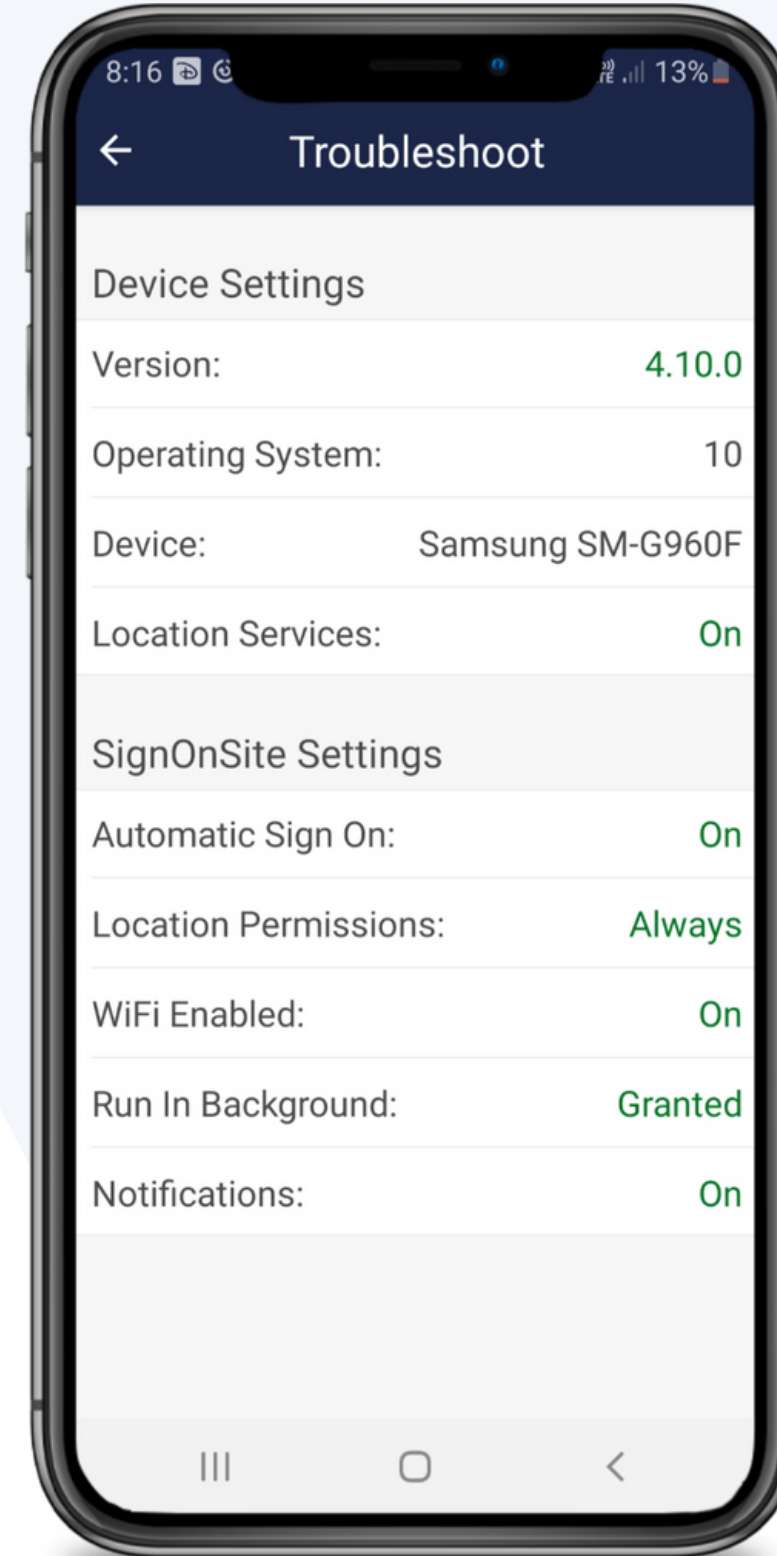 8:16 13%
Troubleshoot
Device Settings
Version: 4.10.0
Operating System: 10
Device: Samsung SM-G960F
Location Services: On
SignOnSite Settings
Automatic Sign On: On
Location Permissions: Always
WiFi Enabled: On
Run In Background: Granted
Notifications: On